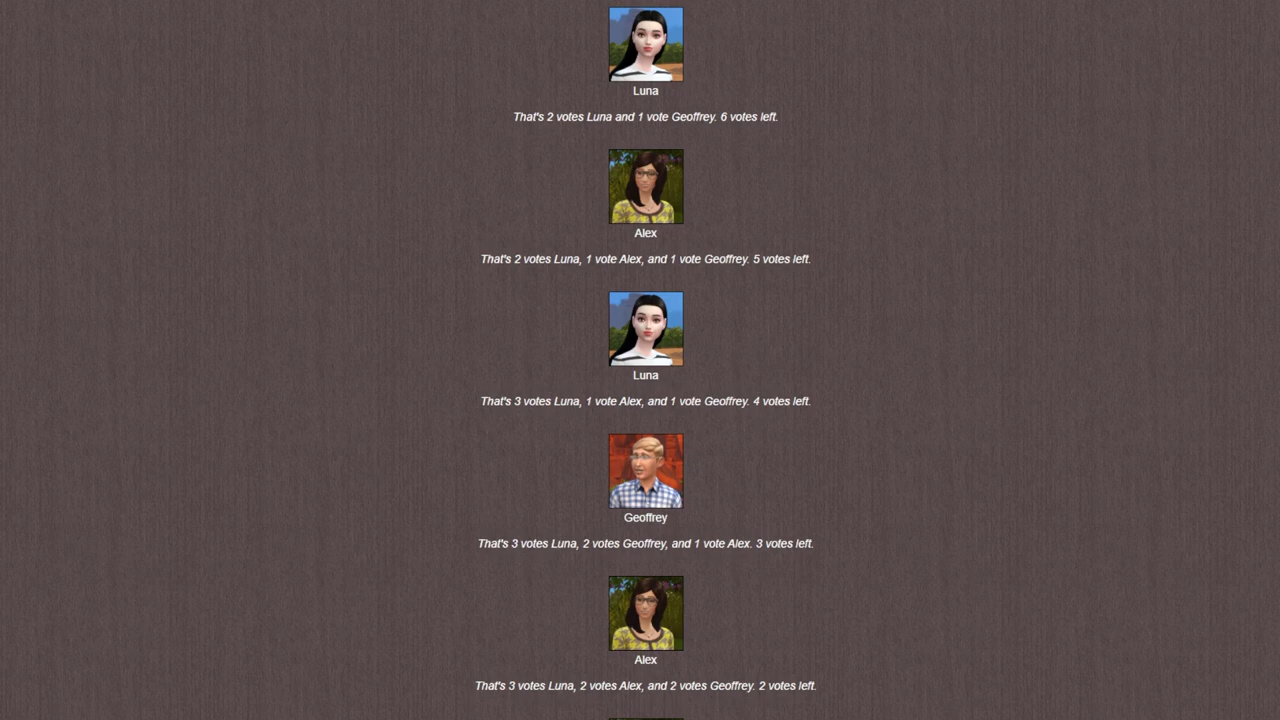 Luna
That's 2 votes Luna and 1 vote Geoffrey. 6 votes left.
Alex
That's 2 votes Luna, 1 vote Alex, and 1 vote Geoffrey. 5 votes left.
Luna
That's 3 votes Luna, 1 vote Alex, and 1 vote Geoffrey. 4 votes left.
Geoffrey
That's 3 votes Luna, 2 votes Geoffrey, and 1 vote Alex. 3 votes left.
Alex
That's 3 votes Luna, 2 votes Alex, and 2 votes Geoffrey. 2 votes left.